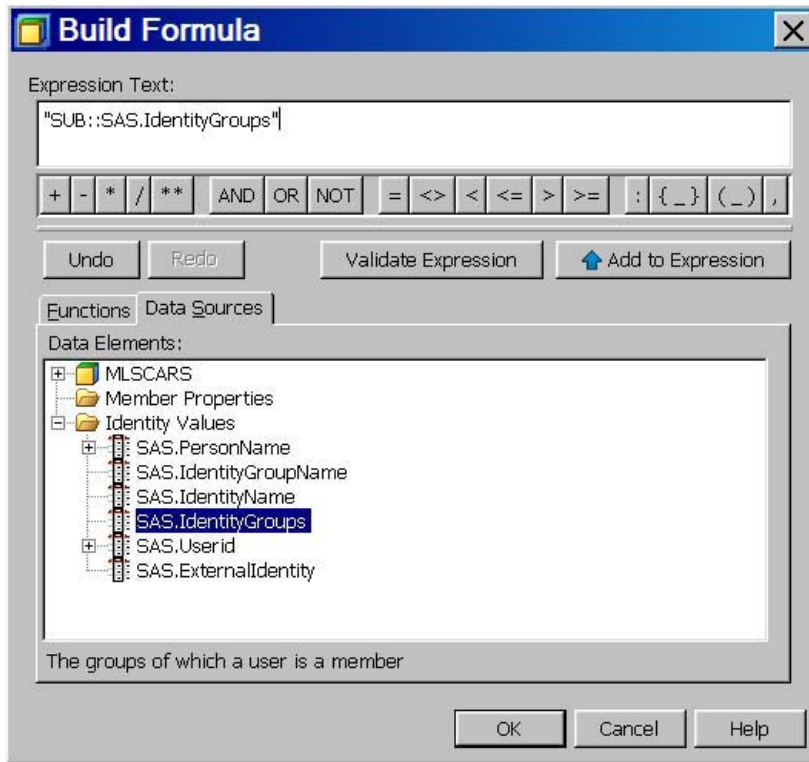 Build Formula
Expression Text:
"SUB::SAS.IdentityGroups"
+ - * / ** AND OR NOT = <> < <= > >= : {_} (_) ,
Undo Redo Validate Expression Add to Expression
Functions Data Sources
Data Elements:
MLSCARS
Member Properties
Identity Values
SAS.PersonName
SAS.IdentityGroupName
SAS.IdentityName
SAS.IdentityGroups
SAS.Userid
SAS.ExternalIdentity
The groups of which a user is a member
OK Cancel Help